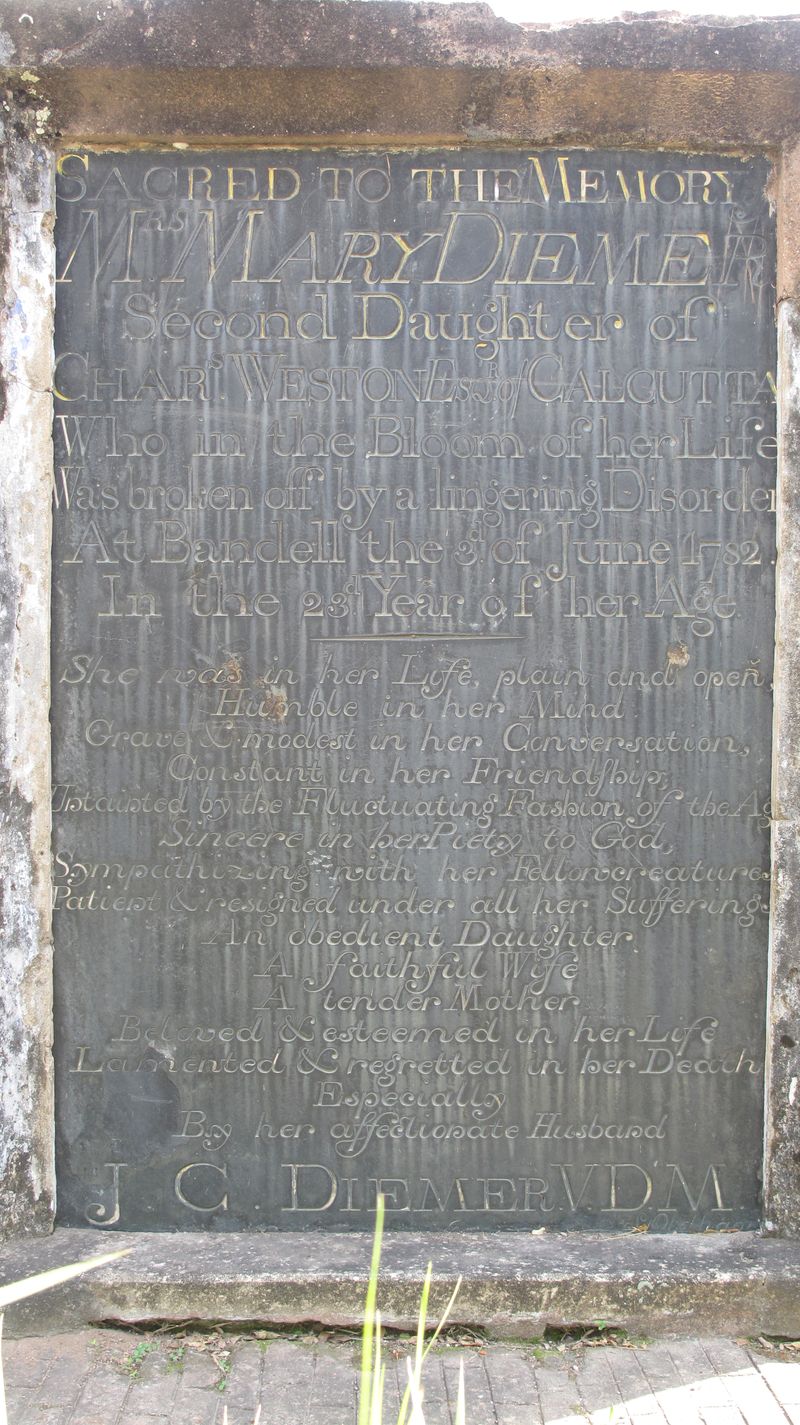 SACRED TO THE MEMORY
Mrs. MARY DIEMER
Second Daughter of
CHARs. WESTON EsqR. of CALCUTTA
Who in the Bloom of her Life
Was broken off by a lingering Disorder
At Bandell the 3d. of June 1782.
In the 23d Year of her Age
She was in her Life, plain and open,
Humble in her Mind
Grave & modest in her Conversation,
Constant in her Friendship,
Untainted by the Fluctuating Fashion of the Age
Sincere in her Piety to God,
Sympathizing with her Fellowcreatures
Patient & resigned under all her Sufferings
An obedient Daughter.
A faithful Wife
A tender Mother
Beloved & esteemed in her Life
Lamented & regretted in her Death
Especially
By her affectionate Husband
J C. DIEMER V.D.M